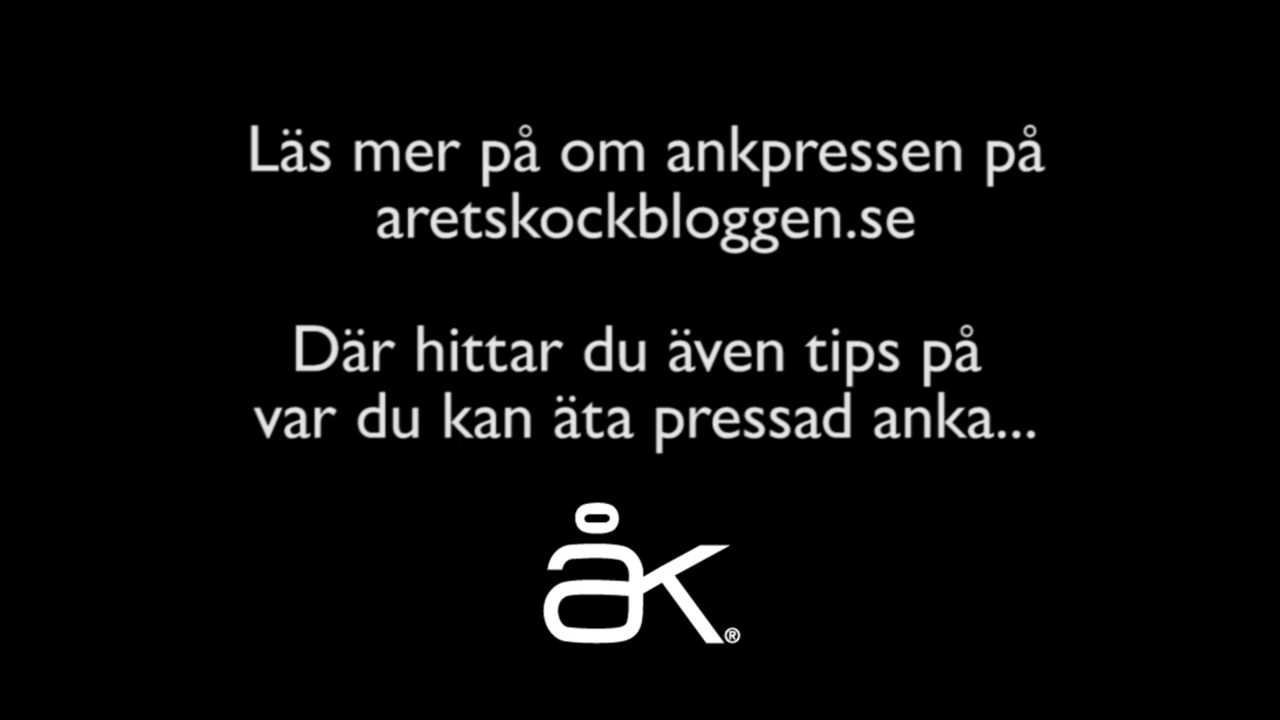 Läs mer på om ankpressen på
aretskockbloggen.se
Där hittar du även tips på
var du kan äta pressad anka...
åk®